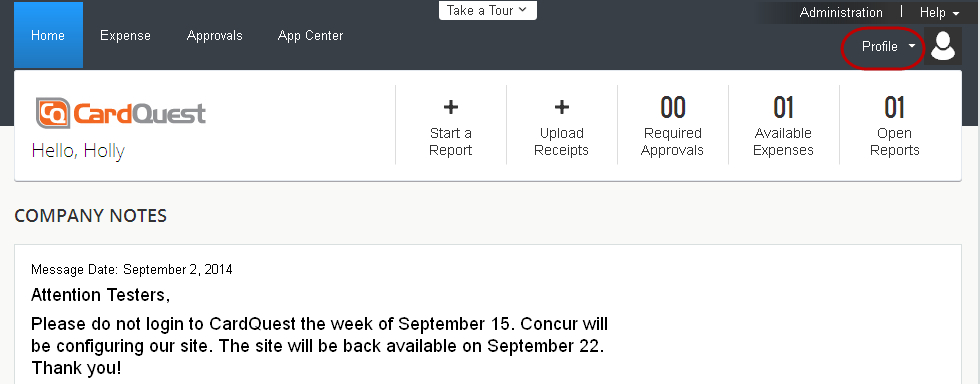 Take a Tour
Administration | Help
Home Expense Approvals App Center
Profile
CQ CardQuest
Hello, Holly
+ + 00 01 01
Start a Upload Required Available Open
Report Receipts Approvals Expenses Reports
COMPANY NOTES
Message Date: September 2, 2014
Attention Testers,
Please do not login to CardQuest the week of September 15. Concur will
be configuring our site. The site will be back available on September 22.
Thank you!